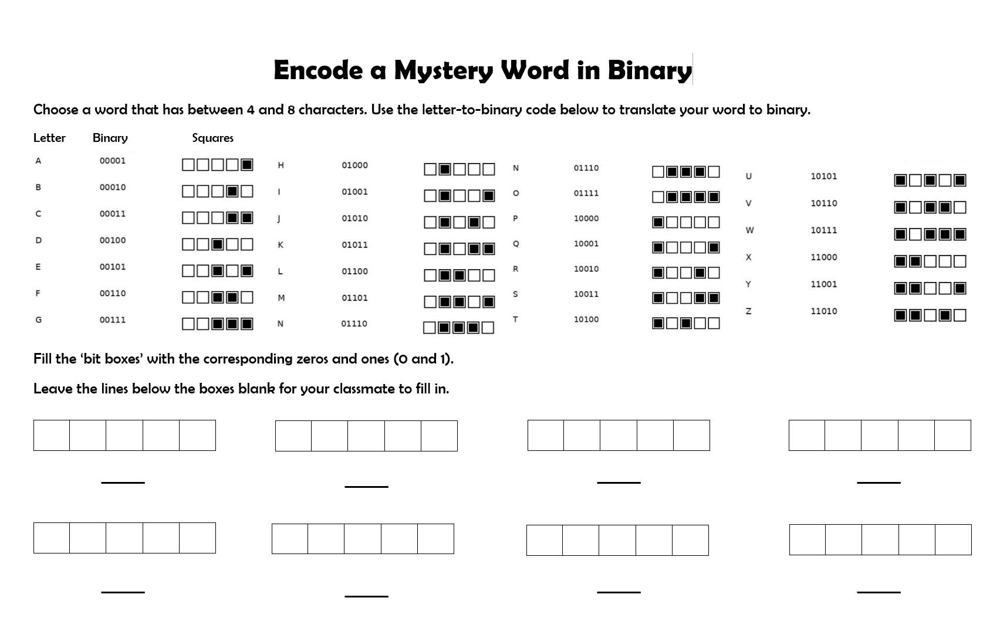 Encode a Mystery Word in Binary
Choose a word that has between 4 and 8 characters. Use the letter-to-binary code below to translate your word to binary.
Letter Binary Squares
A 00001
B 00010
C 00011
D 00100
E 00101
F 00110
G 00111
H 01000
I 01001
J 01010
K 01011
L 01100
M 01101
N 01110
N 01110
O 01111
P 10000
Q 10001
R 10010
S 10011
T 10100
U 10101
V 10110
W 10111
X 11000
Y 11001
Z 11010
Fill the ‘bit boxes’ with the corresponding zeros and ones (0 and 1).
Leave the lines below the boxes blank for your classmate to fill in.